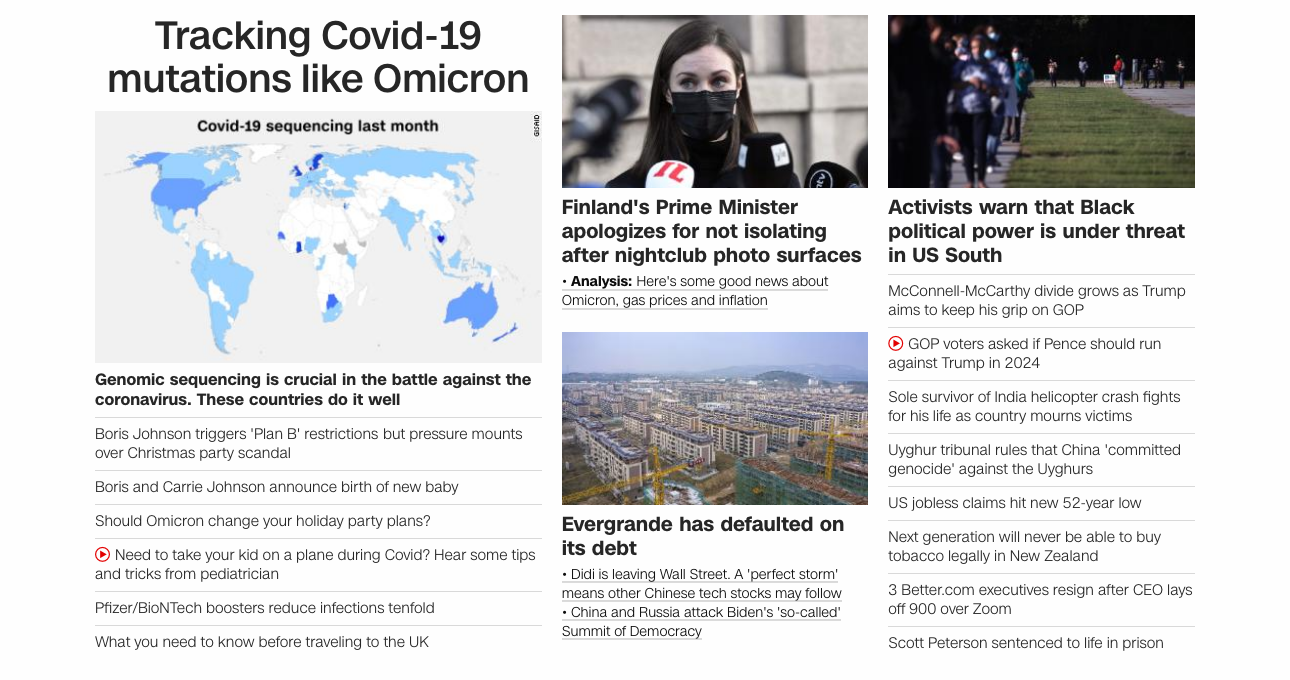 Tracking Covid-19
mutations like Omicron
Covid-19 sequencing last month
GISAID
Genomic sequencing is crucial in the battle against the
coronavirus. These countries do it well
Boris Johnson triggers 'Plan B' restrictions but pressure mounts
over Christmas party scandal
Boris and Carrie Johnson announce birth of new baby
Should Omicron change your holiday party plans?
Need to take your kid on a plane during Covid? Hear some tips
and tricks from pediatrician
Pfizer/BioNTech boosters reduce infections tenfold
What you need to know before traveling to the UK
Finland's Prime Minister
apologizes for not isolating
after nightclub photo surfaces
• Analysis: Here's some good news about
Omicron, gas prices and inflation
Evergrande has defaulted on
its debt
• Didi is leaving Wall Street. A 'perfect storm'
means other Chinese tech stocks may follow
• China and Russia attack Biden's 'so-called'
Summit of Democracy
Activists warn that Black
political power is under threat
in US South
McConnell-McCarthy divide grows as Trump
aims to keep his grip on GOP
GOP voters asked if Pence should run
against Trump in 2024
Sole survivor of India helicopter crash fights
for his life as country mourns victims
Uyghur tribunal rules that China 'committed
genocide' against the Uyghurs
US jobless claims hit new 52-year low
Next generation will never be able to buy
tobacco legally in New Zealand
3 Better.com executives resign after CEO lays
off 900 over Zoom
Scott Peterson sentenced to life in prison